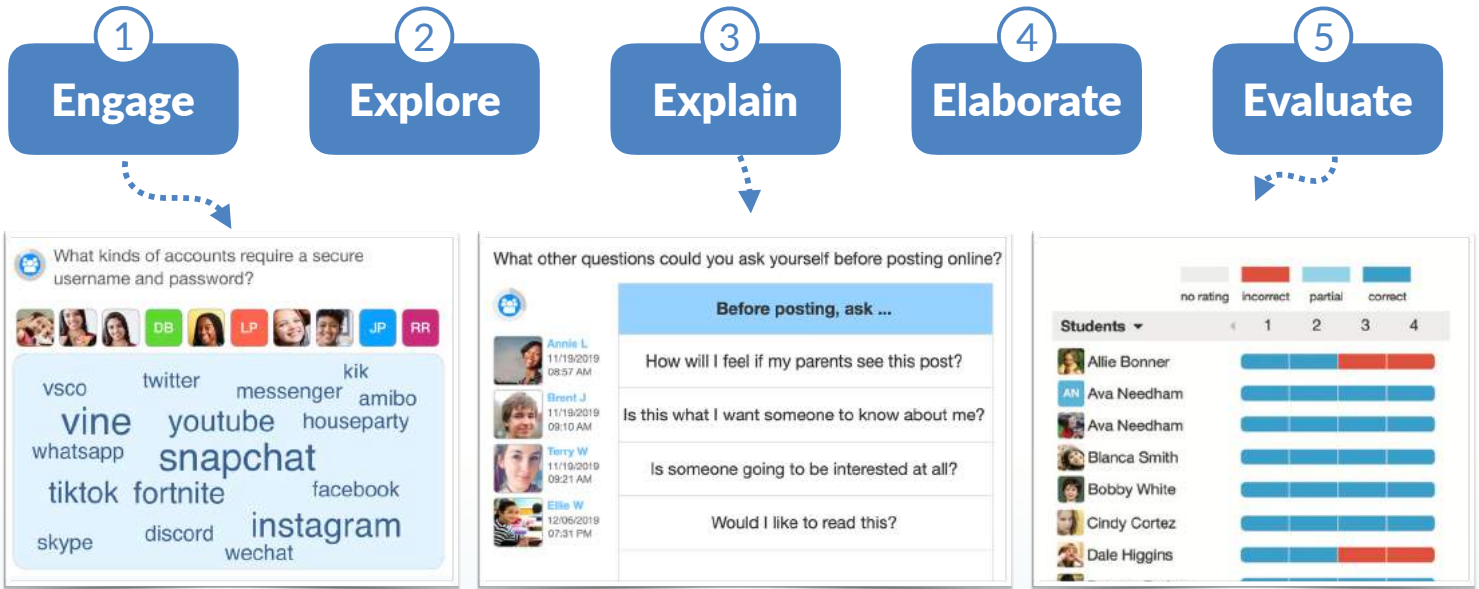 1
Engage
2
Explore
3
Explain
4
Elaborate
5
Evaluate
What kinds of accounts require a secure
username and password?
DB
LP
JP
RR
kik
vsco
twitter
messenger
amibo
vine
youtube
houseparty
whatsapp
snapchat
tiktok
fortnite
facebook
instagram
discord
skype
wechat
What other questions could you ask yourself before posting online?
Before posting, ask ...
Annie L
11/19/2019
08:57 AM
How will I feel if my parents see this post?
Brent J
11/19/2019
09:10 AM
Is this what I want someone to know about me?
Terry W
11/19/2019
09:21 AM
Is someone going to be interested at all?
Ellie W
12/06/2019
07:31 PM
Would I like to read this?
no rating incorrect partial correct
Students 1 2 3 4
Allie Bonner
AN Ava Needham
Ava Needham
Blanca Smith
Bobby White
Cindy Cortez
Dale Higgins